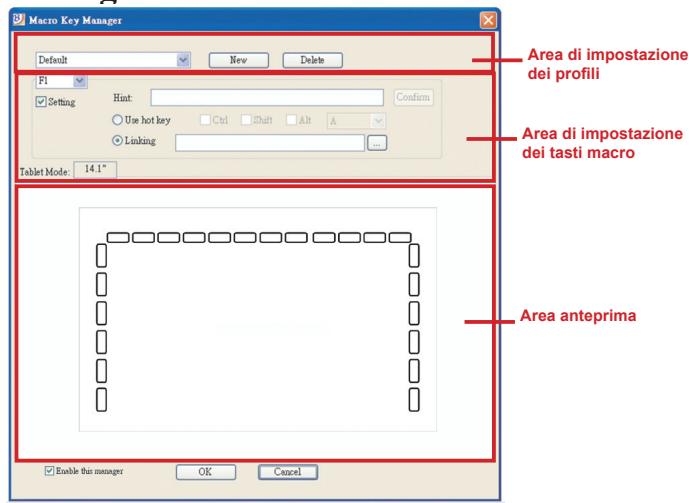 Macro Key Manager
Default New Delete
Area di impostazione
dei profili
F1
Setting Hint: Confirm
Use hot key Ctrl Shift Alt A
Linking ...
Area di impostazione
dei tasti macro
Tablet Mode: 14.1"
Area anteprima
Enable this manager OK Cancel